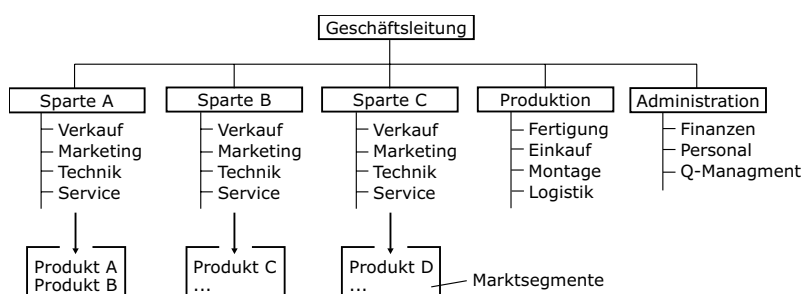 Geschäftsleitung
Sparte A
Verkauf
Marketing
Technik
Service
Produkt A
Produkt B
Sparte B
Verkauf
Marketing
Technik
Service
Produkt C
...
Sparte C
Verkauf
Marketing
Technik
Service
Produkt D
...
Marktsegmente
Produktion
Fertigung
Einkauf
Montage
Logistik
Administration
Finanzen
Personal
Q-Managment